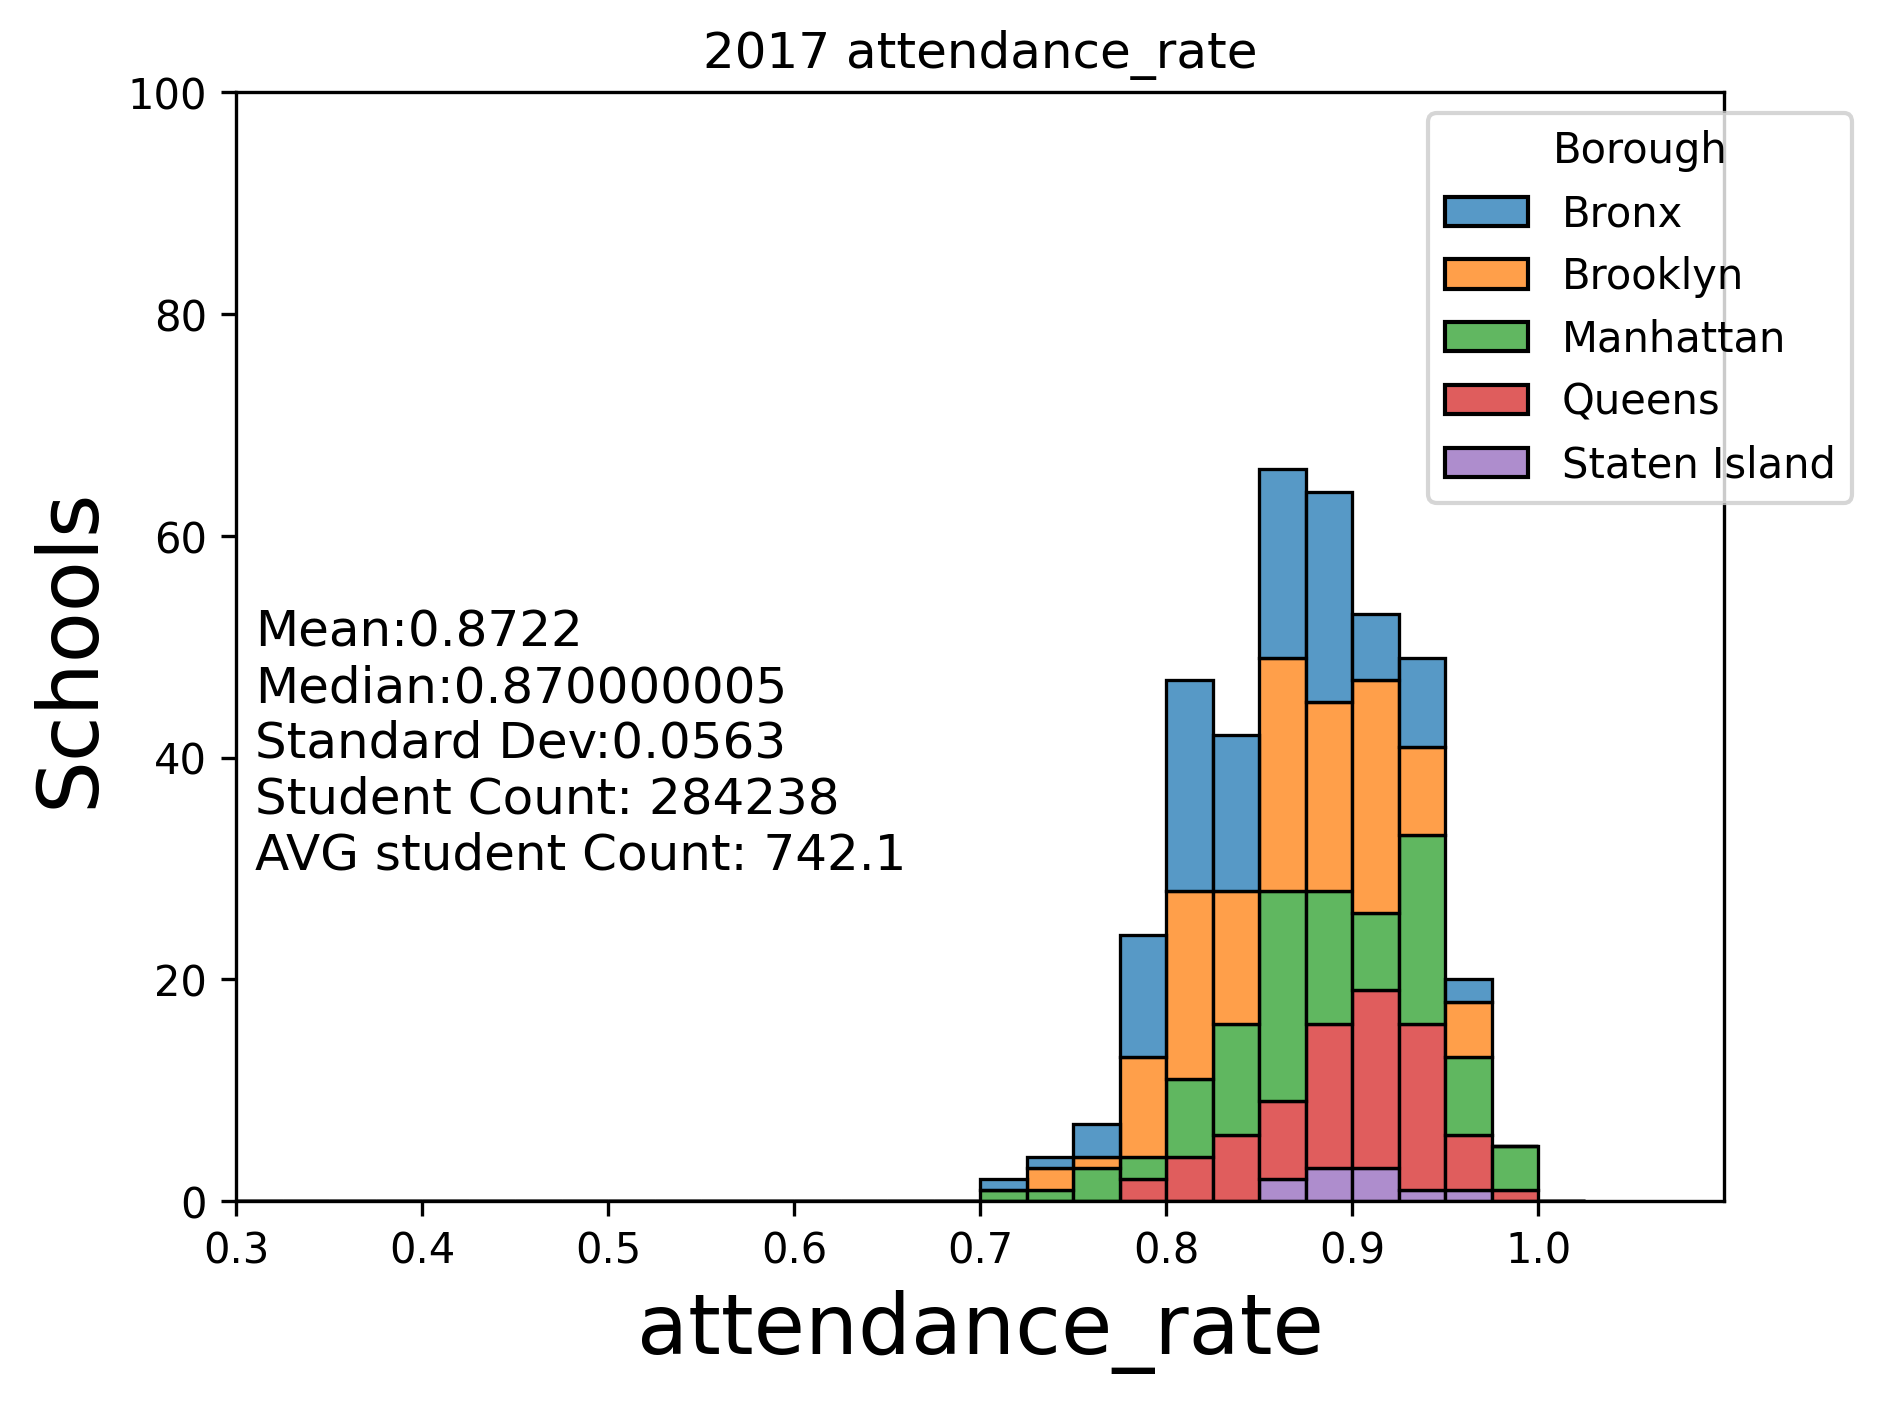 2017 attendance_rate
100
80
60
40
20
0
Schools
Mean:0.8722
Median:0.870000005
Standard Dev:0.0563
Student Count: 284238
AVG student Count: 742.1
Borough
Bronx
Brooklyn
Manhattan
Queens
Staten Island
0.3 0.4 0.5 0.6 0.7 0.8 0.9 1.0
attendance_rate